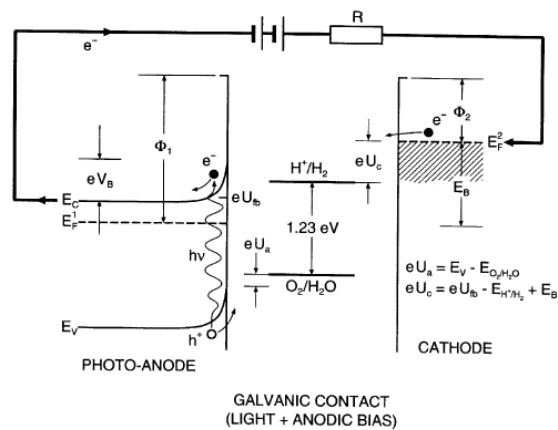 R
e⁻
Φ₁
Φ₂
e⁻
e⁻
E_F²
eV_B
H⁺/H₂
eU_c
E_C
eU_fb
E_B
E_F¹
1.23 eV
hν
eU_a
eU_a = E_V - E_O₂/H₂O
O₂/H₂O
eU_c = eU_fb - E_H⁺/H₂ + E_B
E_V
h⁺
PHOTO-ANODE
CATHODE
GALVANIC CONTACT
(LIGHT + ANODIC BIAS)